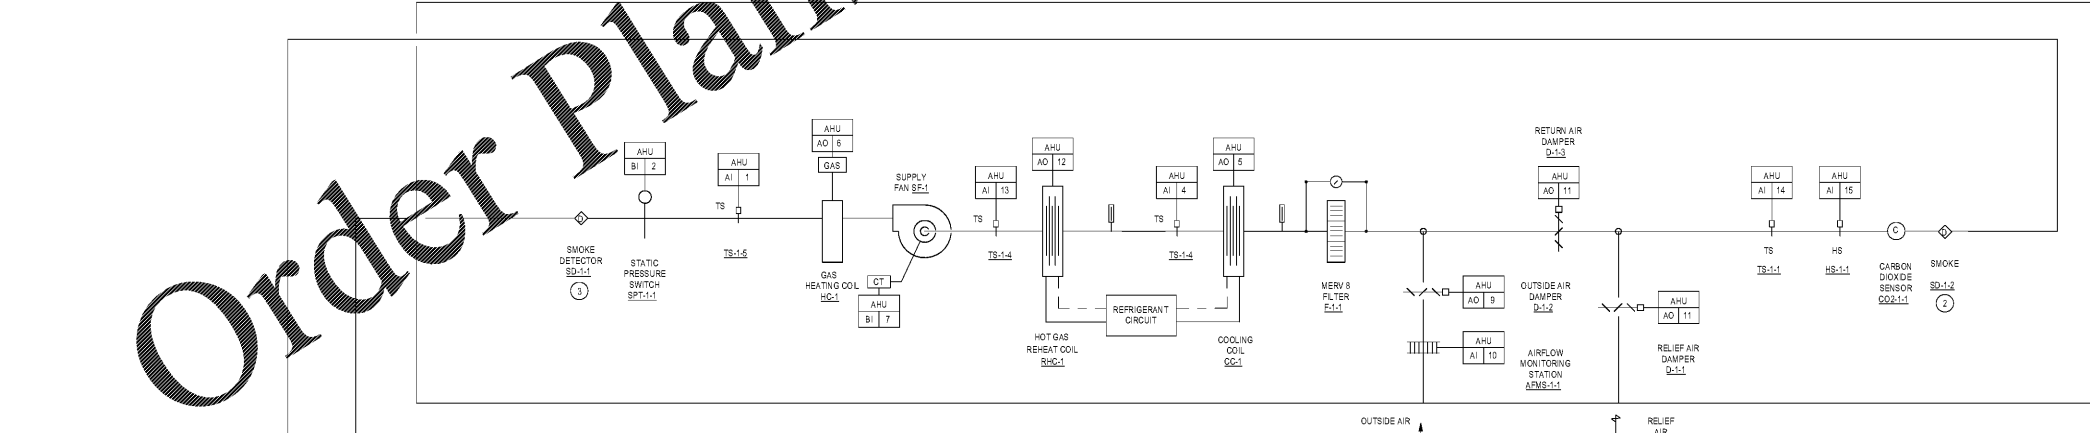 Order Plan
AHU
BI 2
AHU
AI 1
TS
AHU
AO 6
GAS
SUPPLY
FAN SF-1
AHU
AI 13
TS
AHU
AO 12
AHU
AI 4
TS
AHU
AO 5
RETURN AIR
DAMPER
D-1-3
AHU
AO 11
AHU
AI 14
AHU
AI 15
C
D
D
C
SMOKE
DETECTOR
SD-1-1
3
STATIC
PRESSURE
SWITCH
SPT-1-1
TS-1-5
GAS
HEATING COIL
HC-1
CT
AHU
BI 7
TS-1-4
HOT GAS
REHEAT COIL
RHC-1
REFRIGERANT
CIRCUIT
TS-1-4
COOLING
COIL
CC-1
MERV 8
FILTER
F-1-1
AHU
AO 9
OUTSIDE AIR
DAMPER
D-1-2
AHU
AI 10
AIRFLOW
MONITORING
STATION
AFMS-1-1
AHU
AO 11
RELIEF AIR
DAMPER
D-1-1
TS
TS-1-1
HS
HS-1-1
CARBON
DIOXIDE
SENSOR
CO2-1-1
SMOKE
SD-1-2
2
OUTSIDE AIR
RELIEF
AIR